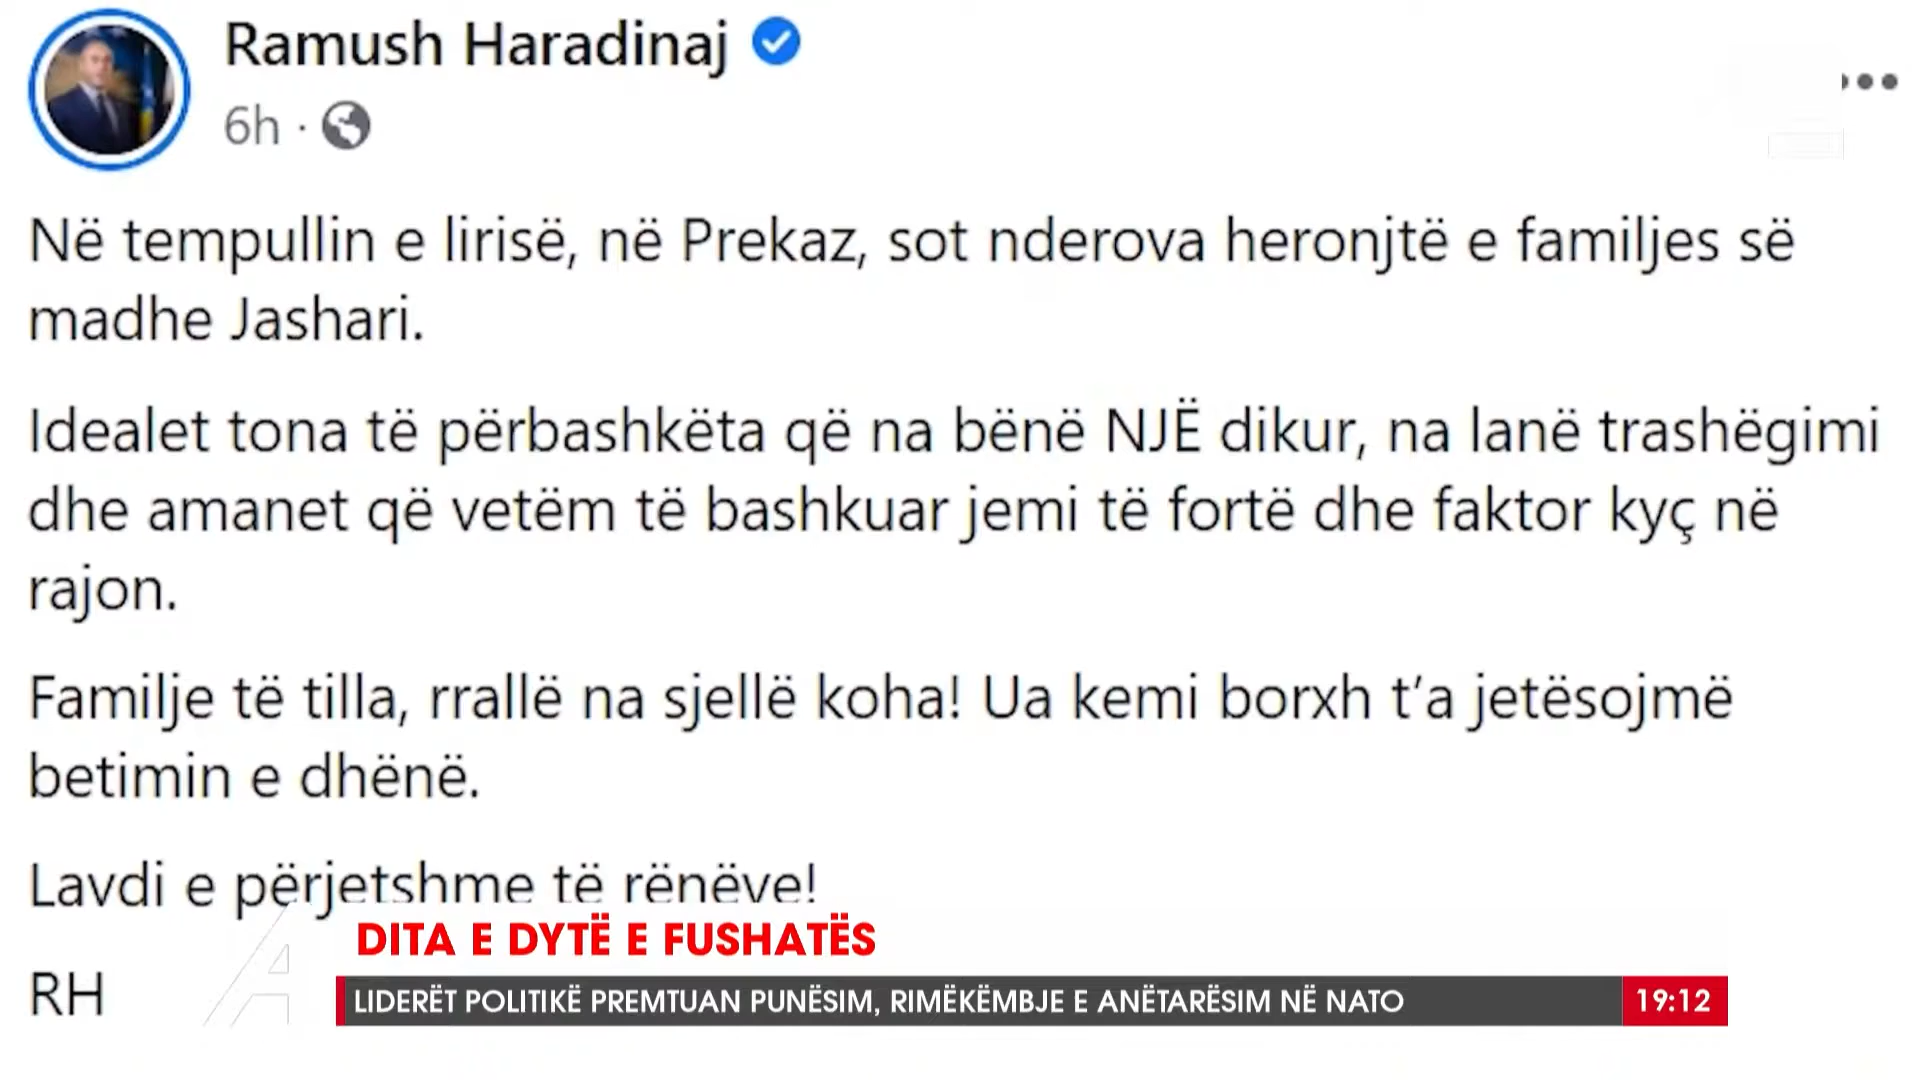 Ramush Haradinaj
6h ·
Në tempullin e lirisë, në Prekaz, sot nderova heronjtë e familjes së
madhe Jashari.
Idealet tona të përbashkëta që na bënë NJË dikur, na lanë trashëgimi
dhe amanet që vetëm të bashkuar jemi të fortë dhe faktor kyç në
rajon.
Familje të tilla, rrallë na sjellë koha! Ua kemi borxh t’a jetësojmë
betimin e dhënë.
Lavdi e përjetshme të rënëve!
RH
DITA E DYTË E FUSHATËS
LIDERËT POLITIKË PREMTUAN PUNËSIM, RIMËKËMBJE E ANËTARËSIM NË NATO
19:12